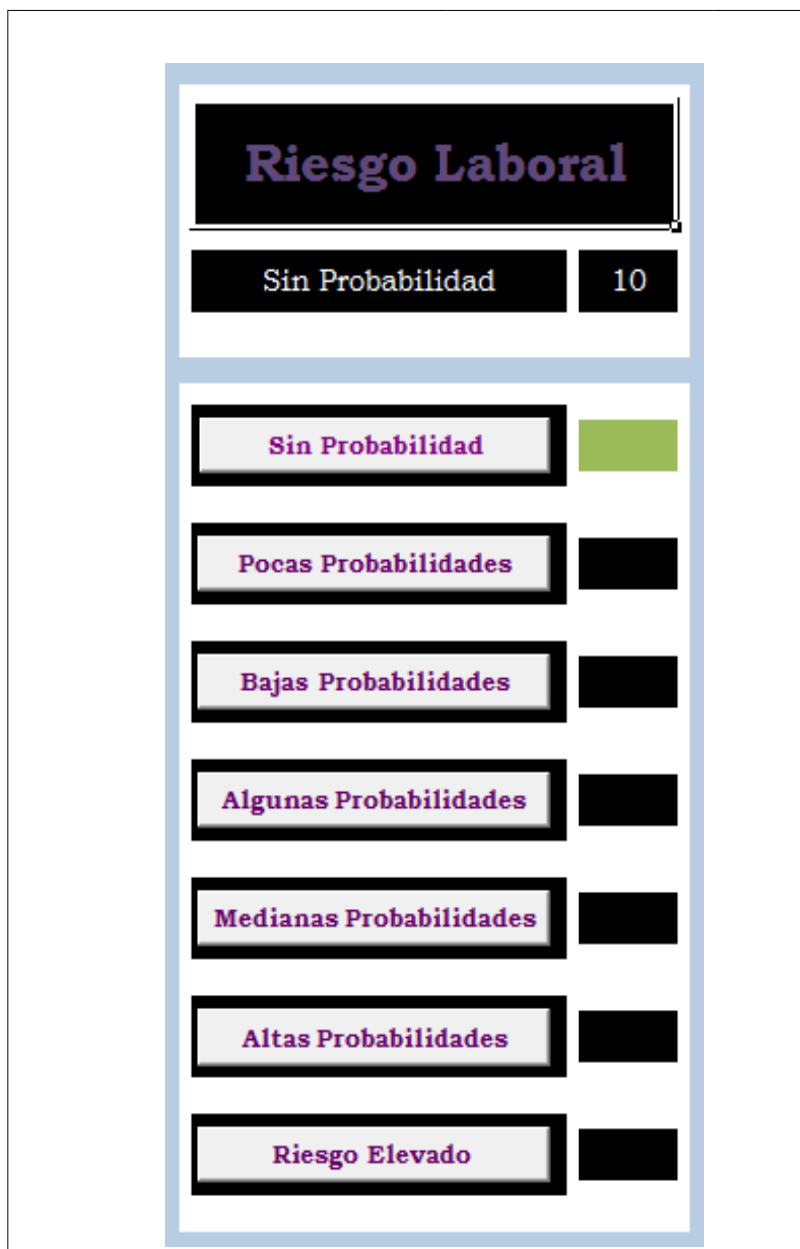 Riesgo Laboral
Sin Probabilidad 10
Sin Probabilidad
Pocas Probabilidades
Bajas Probabilidades
Algunas Probabilidades
Medianas Probabilidades
Altas Probabilidades
Riesgo Elevado